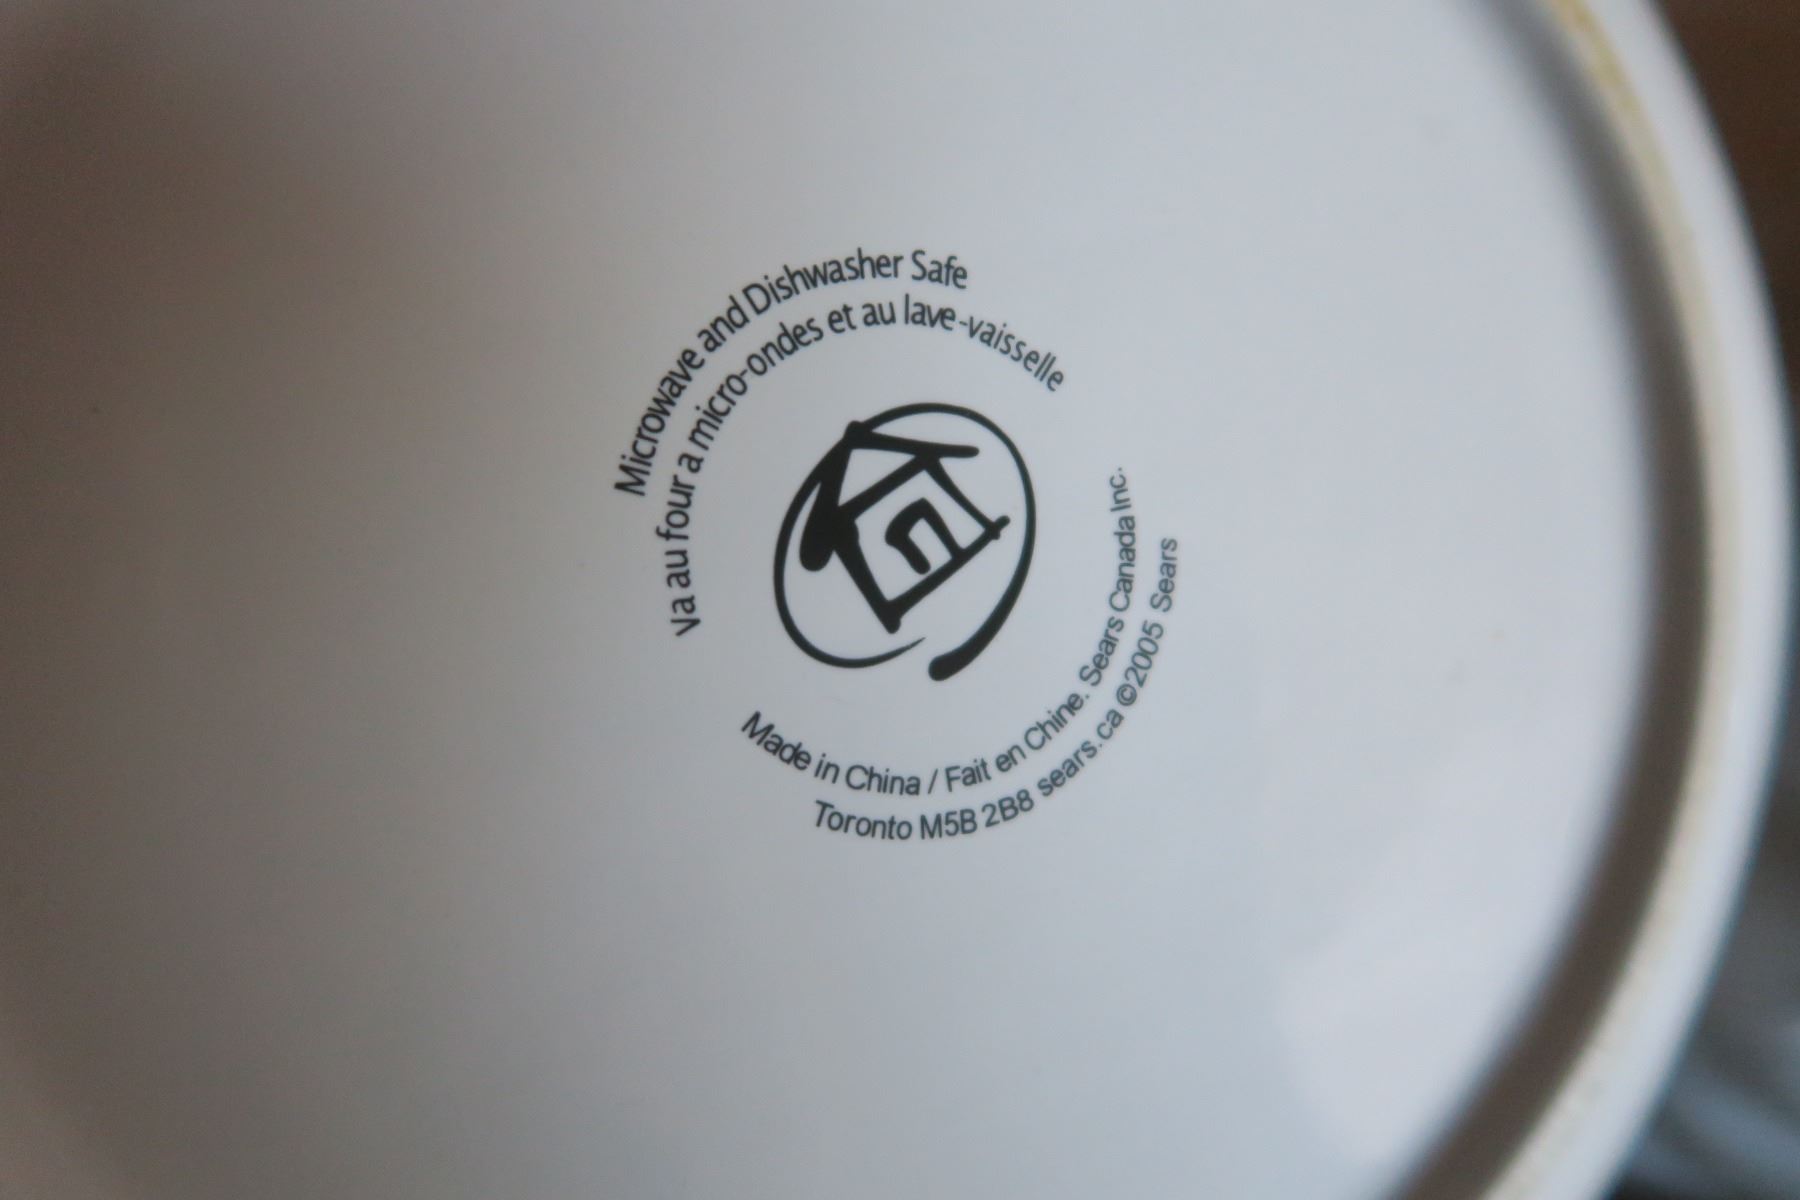 Microwave and Dishwasher Safe
Va au four a micro-ondes et au lave-vaisselle
Made in China / Fait en Chine. Sears Canada Inc.
Toronto M5B 2B8 sears.ca ©2005 Sears